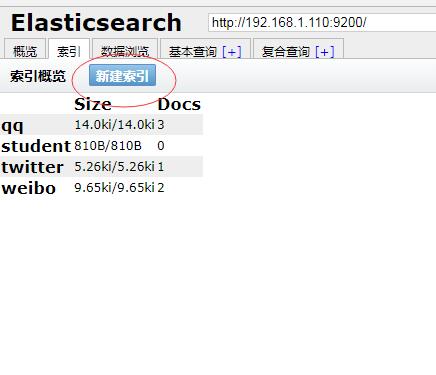 Elasticsearch http://192.168.1.110:9200/
概览 索引 数据浏览 基本查询 [+] 复合查询 [+]
索引概览 新建索引
Size Docs
qq 14.0ki/14.0ki 3
student 810B/810B 0
twitter 5.26ki/5.26ki 1
weibo 9.65ki/9.65ki 2